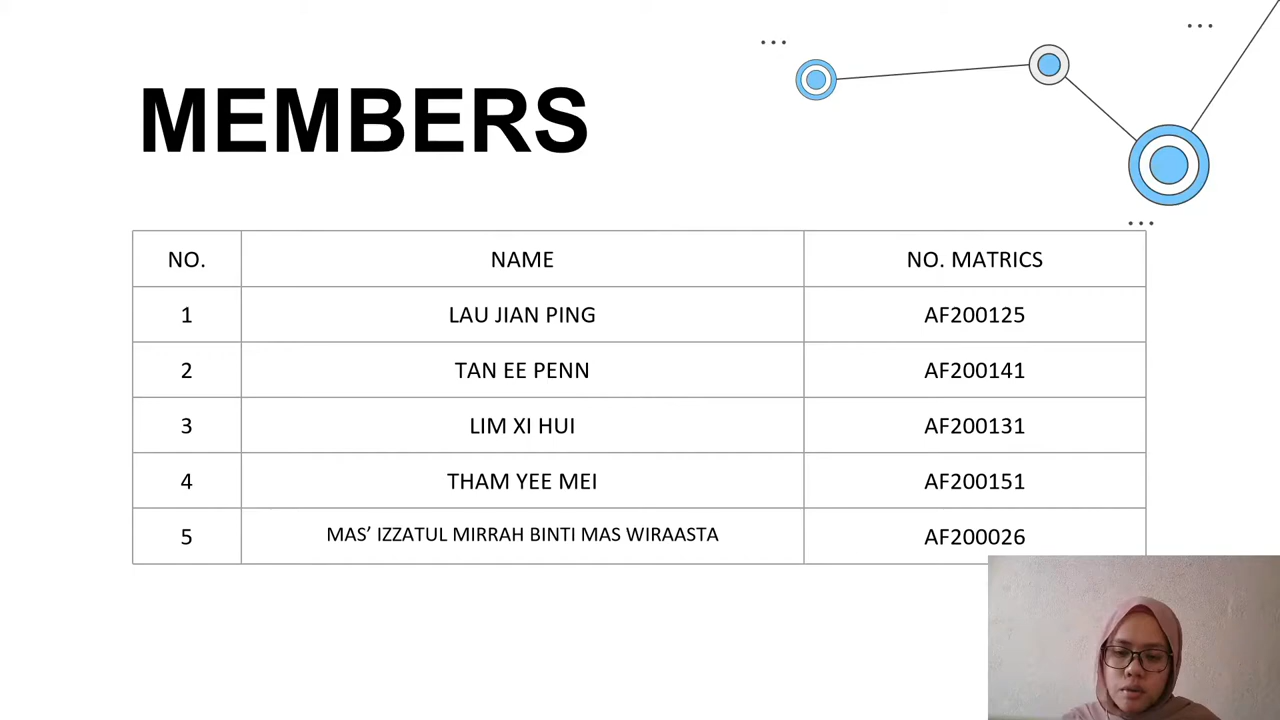 MEMBERS
NO. NAME NO. MATRICS
1 LAU JIAN PING AF200125
2 TAN EE PENN AF200141
3 LIM XI HUI AF200131
4 THAM YEE MEI AF200151
5 MAS’ IZZATUL MIRRAH BINTI MAS WIRAASTA AF200026